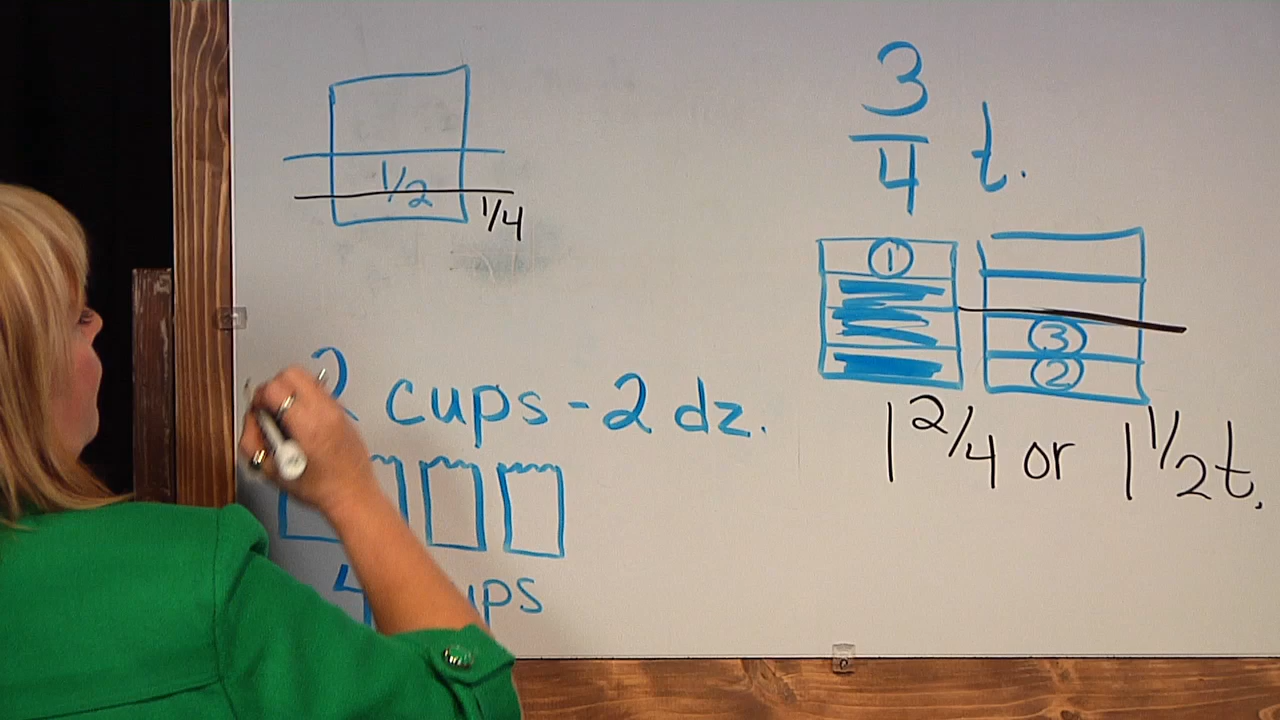 1/2
1/4
3/4 t.
1
3
2
1 2/4 or 1 1/2 t.
2 cups - 2 dz.
4